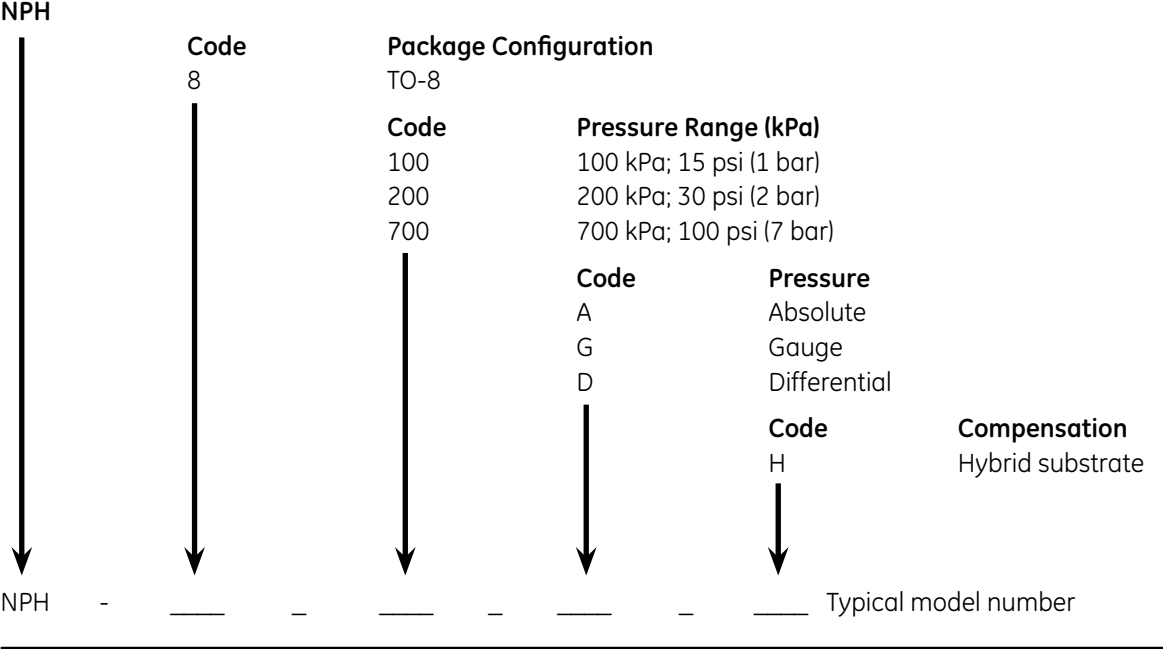 NPH
Code Package Configuration
8 TO-8
Code Pressure Range (kPa)
100 100 kPa; 15 psi (1 bar)
200 200 kPa; 30 psi (2 bar)
700 700 kPa; 100 psi (7 bar)
Code Pressure
A Absolute
G Gauge
D Differential
Code Compensation
H Hybrid substrate
NPH - ____ _ ____ _ ____ _ ____ Typical model number